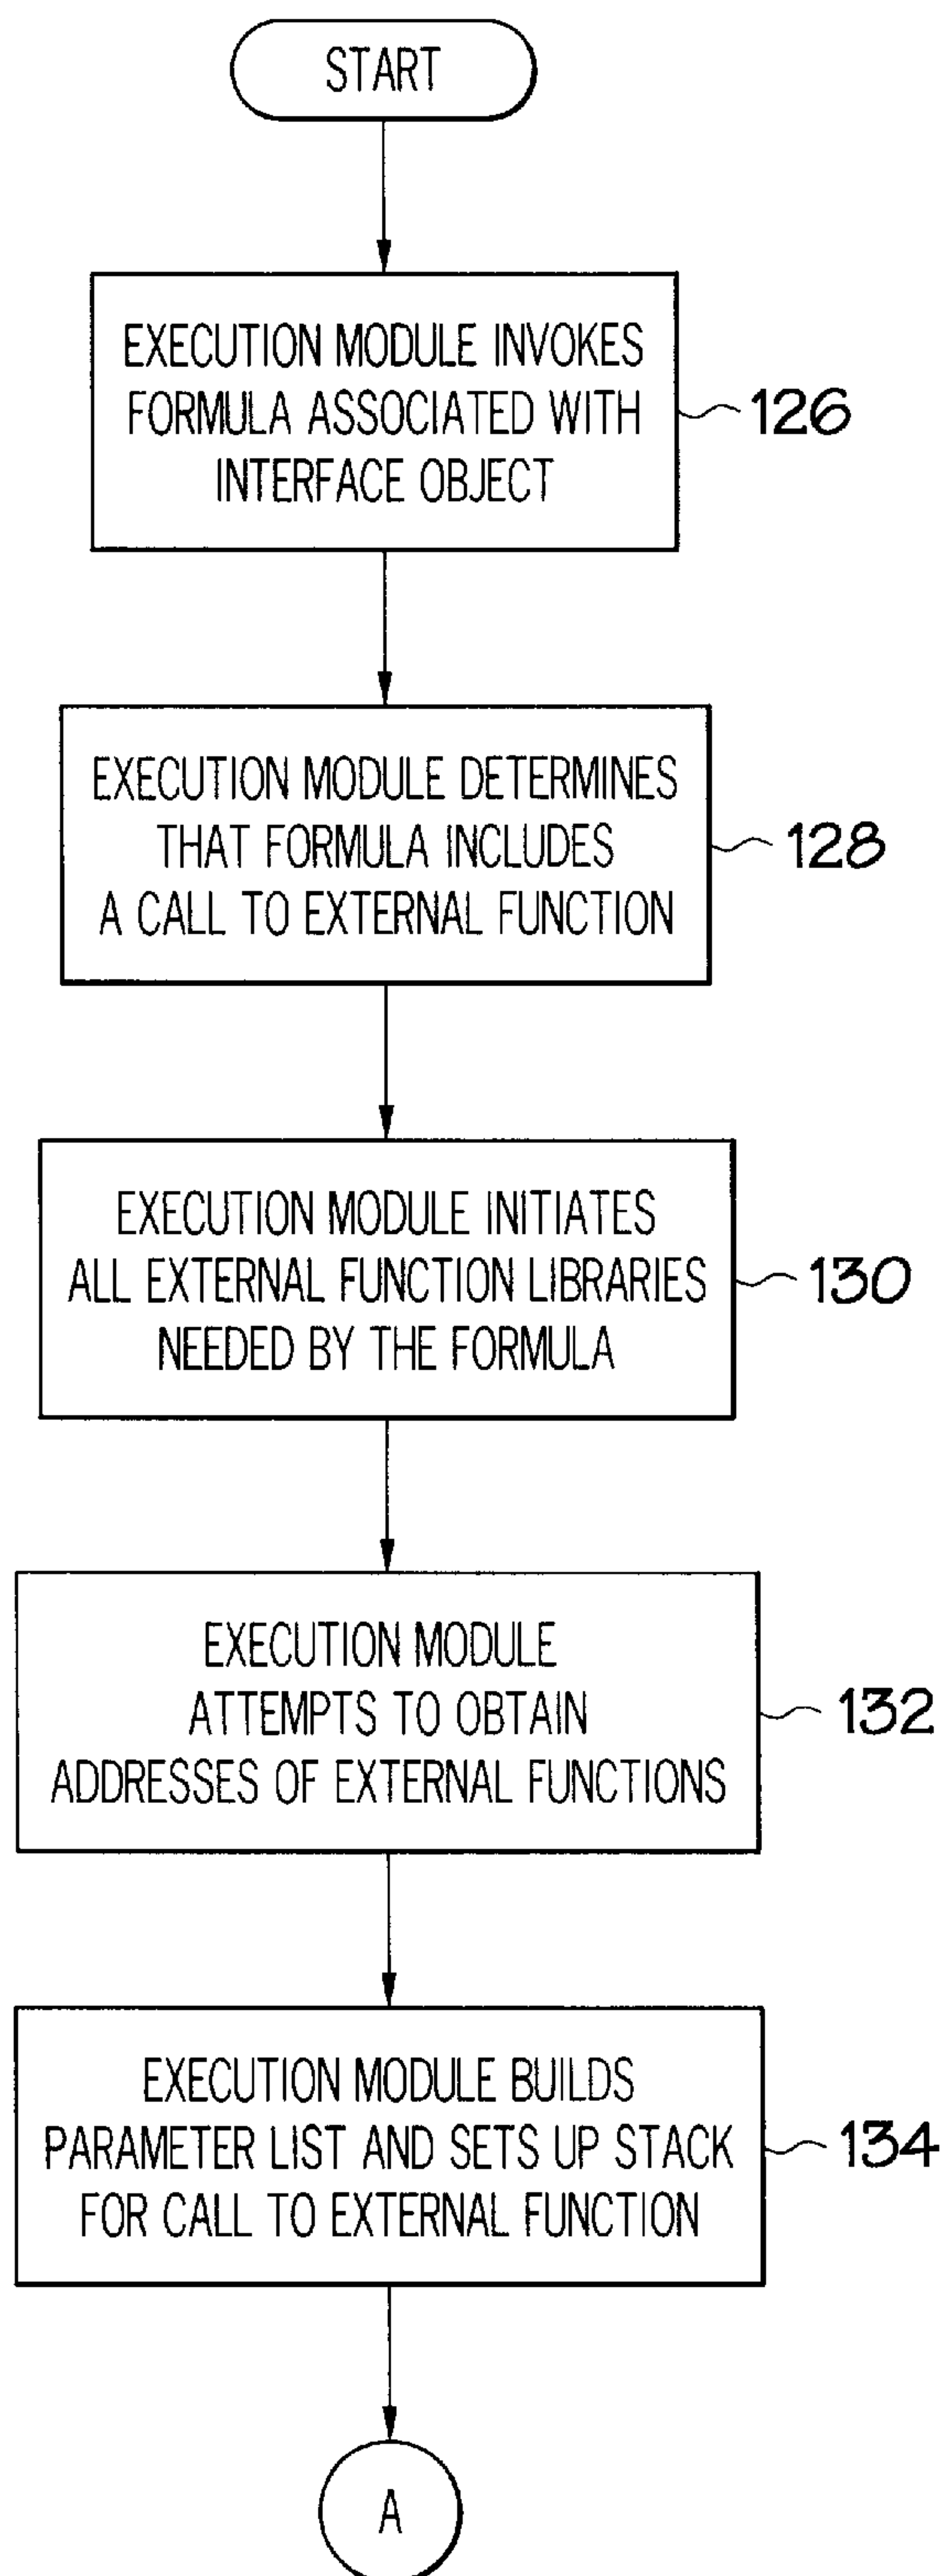 START
EXECUTION MODULE INVOKES
FORMULA ASSOCIATED WITH
INTERFACE OBJECT
126
EXECUTION MODULE DETERMINES
THAT FORMULA INCLUDES
A CALL TO EXTERNAL FUNCTION
128
EXECUTION MODULE INITIATES
ALL EXTERNAL FUNCTION LIBRARIES
NEEDED BY THE FORMULA
130
EXECUTION MODULE
ATTEMPTS TO OBTAIN
ADDRESSES OF EXTERNAL FUNCTIONS
132
EXECUTION MODULE BUILDS
PARAMETER LIST AND SETS UP STACK
FOR CALL TO EXTERNAL FUNCTION
134
A